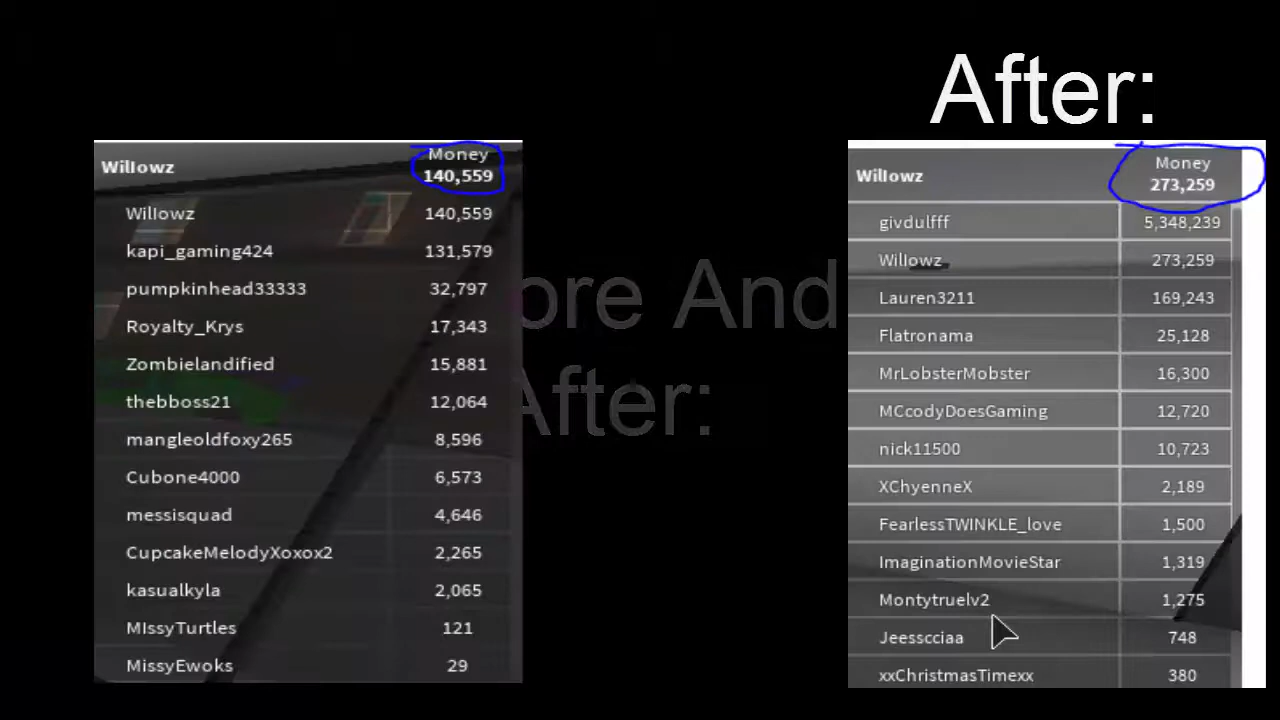 After:
Willowz
Money
140,559
Willowz 140,559
kapi_gaming424 131,579
pumpkinhead33333 32,797
Royalty_Krys 17,343
Zombielandified 15,881
thebboss21 12,064
mangleoldfoxy265 8,596
Cubone4000 6,573
messisquad 4,646
CupcakeMelodyXoxox2 2,265
kasualkyla 2,065
MIssyTurtles 121
MissyEwoks 29
ore And
After:
Willowz
Money
273,259
givdulfff 5,348,239
Willowz 273,259
Lauren3211 169,243
Flatronama 25,128
MrLobsterMobster 16,300
MCcodyDoesGaming 12,720
nick11500 10,723
XChyenneX 2,189
FearlessTWINKLE_love 1,500
ImaginationMovieStar 1,319
Montytruelv2 1,275
Jeesscciaa 748
xxChristmasTimexx 380